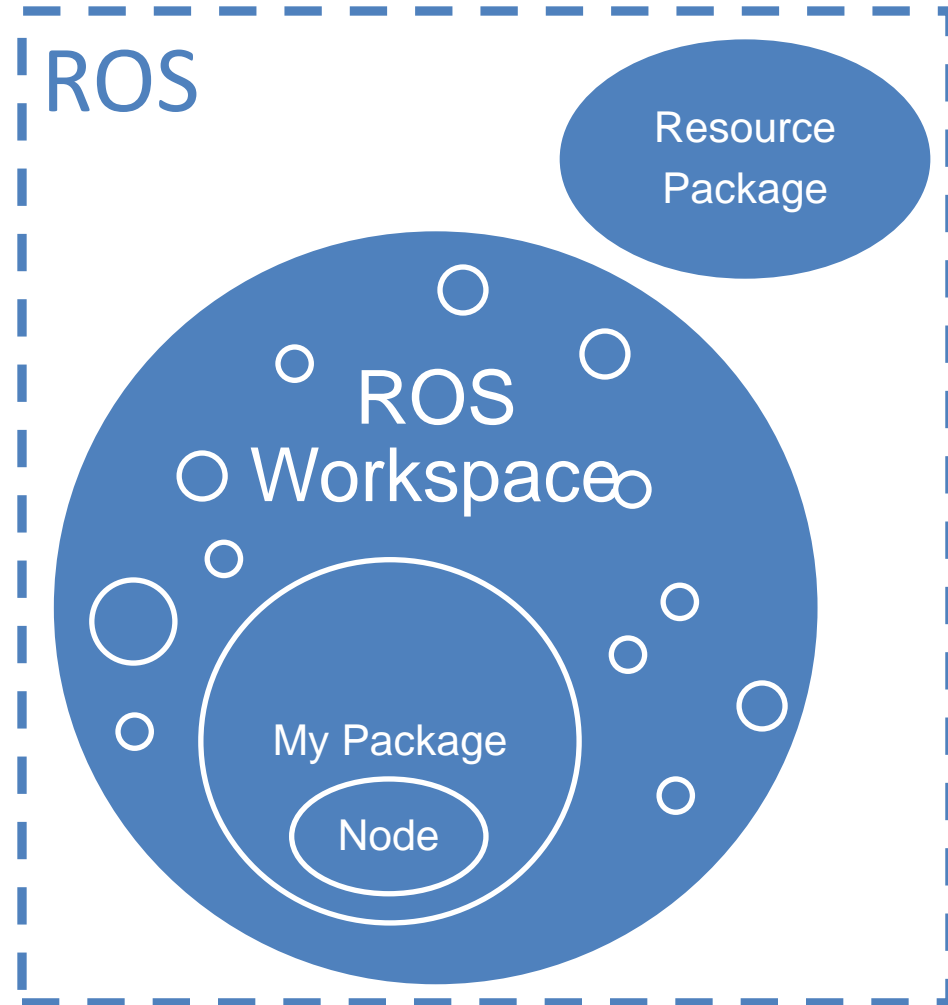 ROS
Resource
Package
ROS
Workspace
My Package
Node